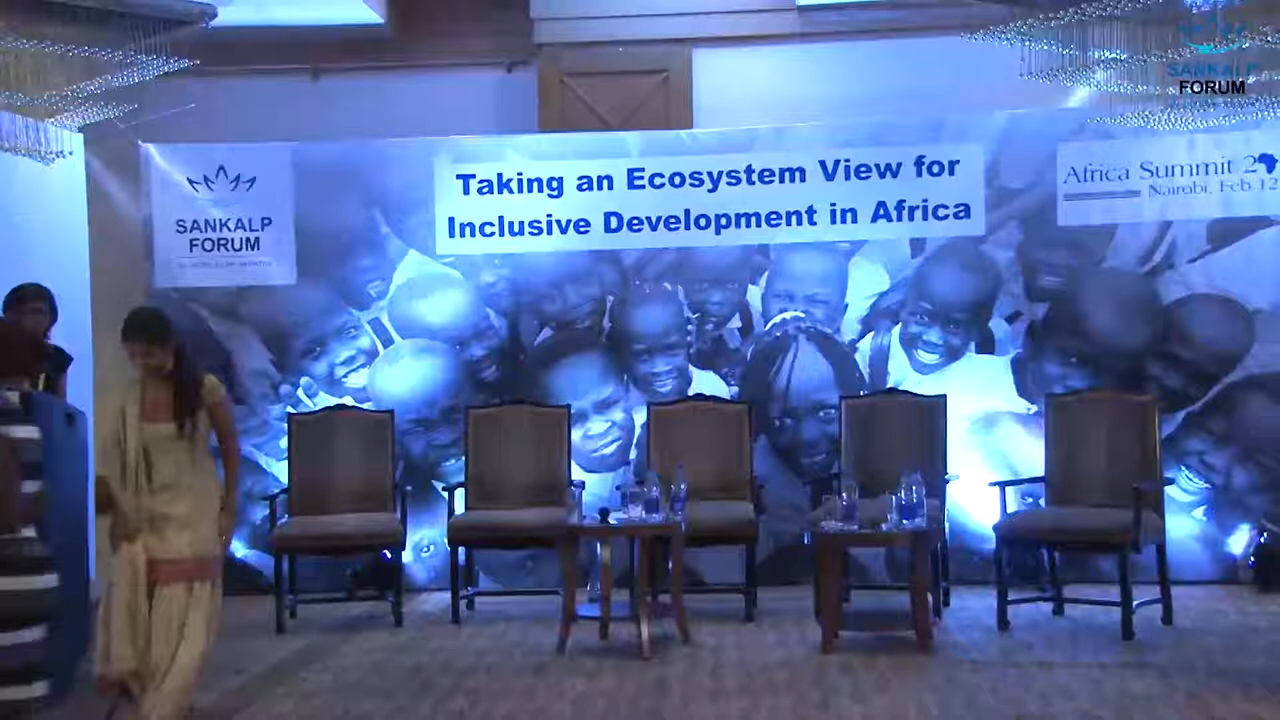 SANKALP
FORUM
Taking an Ecosystem View for
Inclusive Development in Africa
Africa Summit 2
Nairobi, Feb 12
SANKALP
FORUM